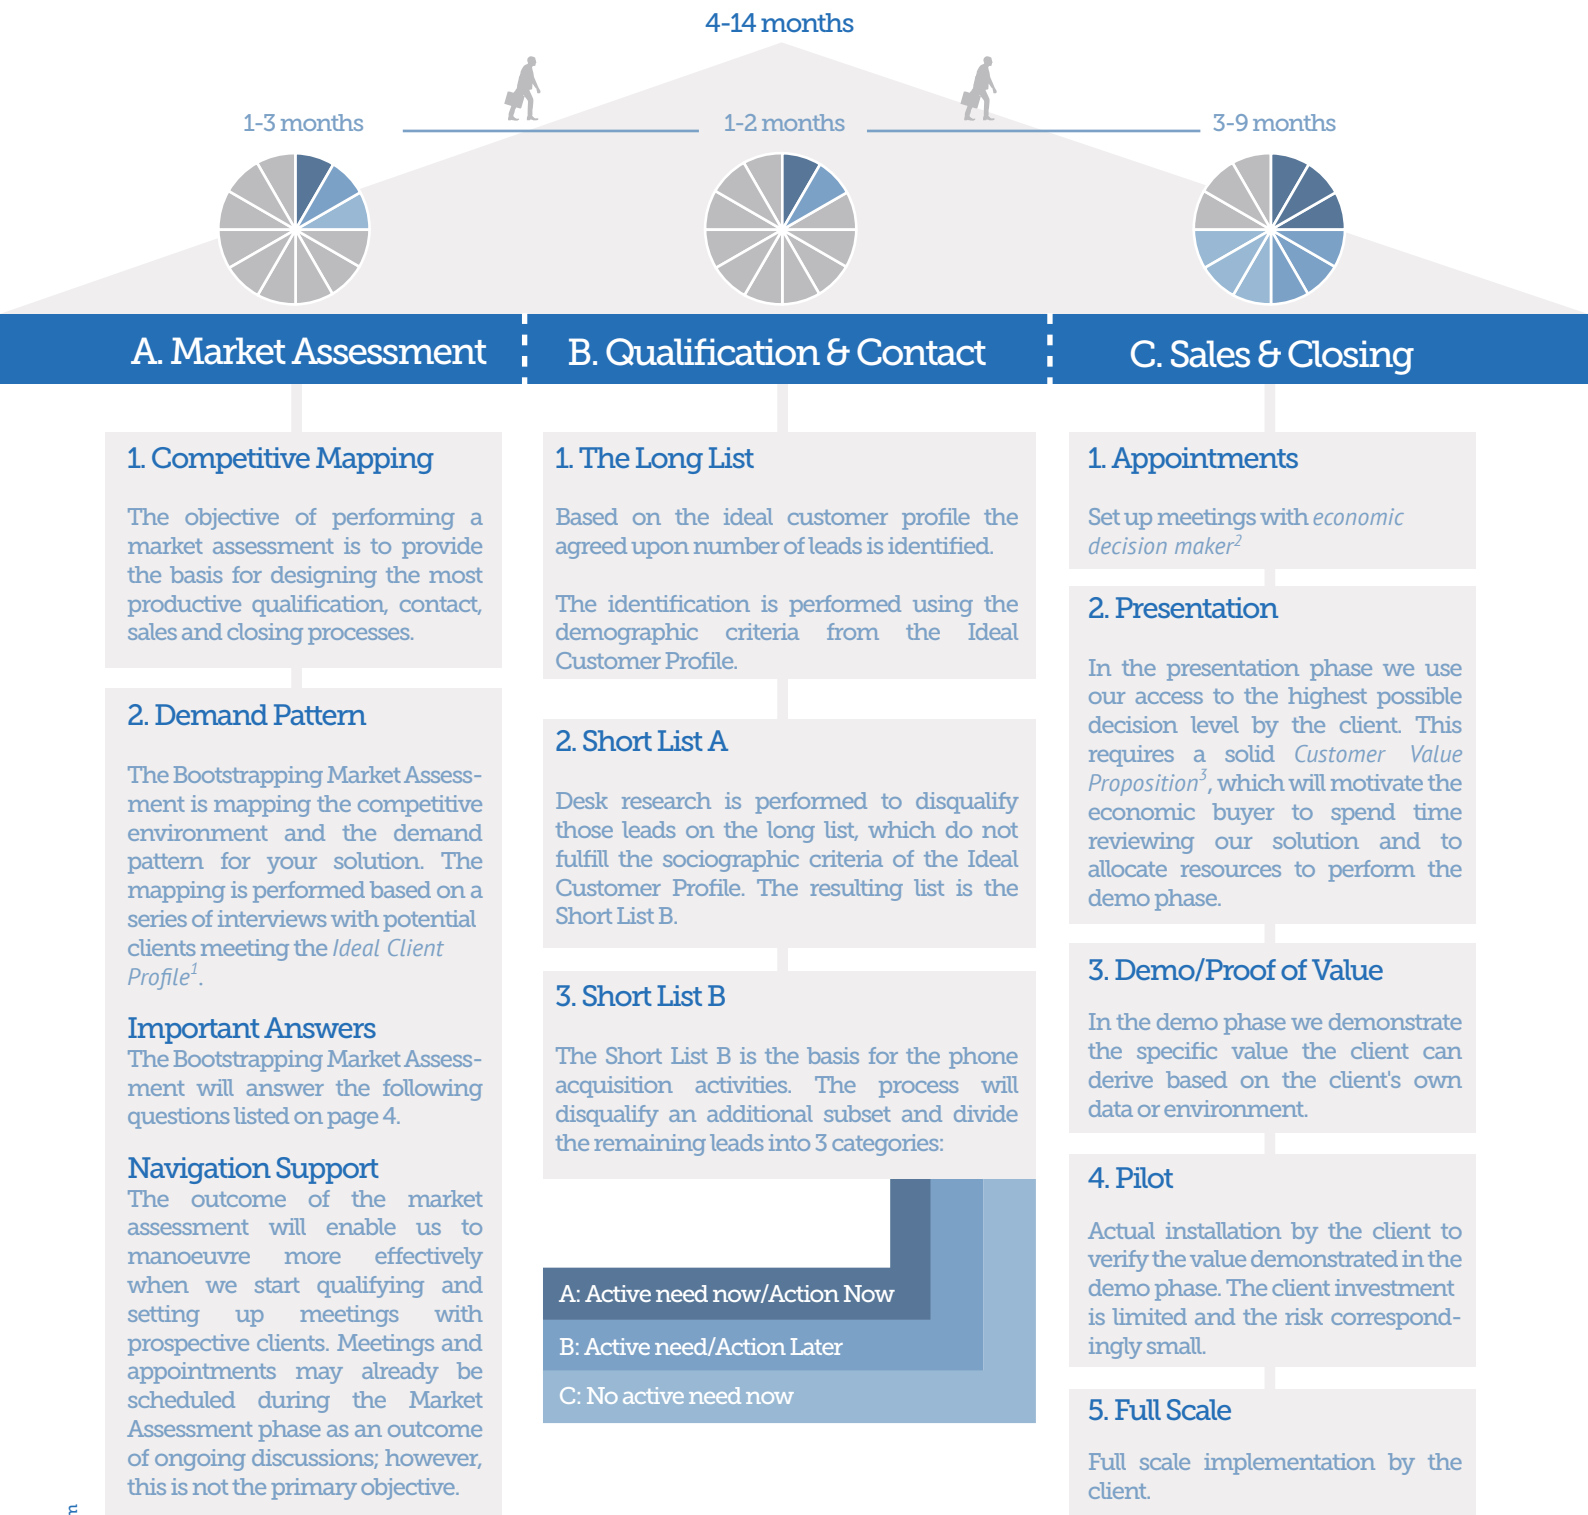 4-14 months
1-3 months
1-2 months
3-9 months
A. Market Assessment
B. Qualification & Contact
C. Sales & Closing
1. Competitive Mapping
The objective of performing a
market assessment is to provide
the basis for designing the most
productive qualification, contact,
sales and closing processes.
2. Demand Pattern
The Bootstrapping Market Assess-
ment is mapping the competitive
environment and the demand
pattern for your solution. The
mapping is performed based on a
series of interviews with potential
clients meeting the Ideal Client
Profile1.
Important Answers
The Bootstrapping Market Assess-
ment will answer the following
questions listed on page 4.
Navigation Support
The outcome of the market
assessment will enable us to
manoeuvre more effectively
when we start qualifying and
setting up meetings with
prospective clients. Meetings and
appointments may already be
scheduled during the Market
Assessment phase as an outcome
of ongoing discussions; however,
this is not the primary objective.
1. The Long List
Based on the ideal customer profile the
agreed upon number of leads is identified.
The identification is performed using the
demographic criteria from the Ideal
Customer Profile.
2. Short List A
Desk research is performed to disqualify
those leads on the long list, which do not
fulfill the sociographic criteria of the Ideal
Customer Profile. The resulting list is the
Short List B.
3. Short List B
The Short List B is the basis for the phone
acquisition activities. The process will
disqualify an additional subset and divide
the remaining leads into 3 categories:
A: Active need now/Action Now
B: Active need/Action Later
C: No active need now
1. Appointments
Set up meetings with economic
decision maker2
2. Presentation
In the presentation phase we use
our access to the highest possible
decision level by the client. This
requires a solid Customer Value
Proposition3, which will motivate the
economic buyer to spend time
reviewing our solution and to
allocate resources to perform the
demo phase.
3. Demo/Proof of Value
In the demo phase we demonstrate
the specific value the client can
derive based on the client's own
data or environment.
4. Pilot
Actual installation by the client to
verify the value demonstrated in the
demo phase. The client investment
is limited and the risk correspond-
ingly small.
5. Full Scale
Full scale implementation by the
client.